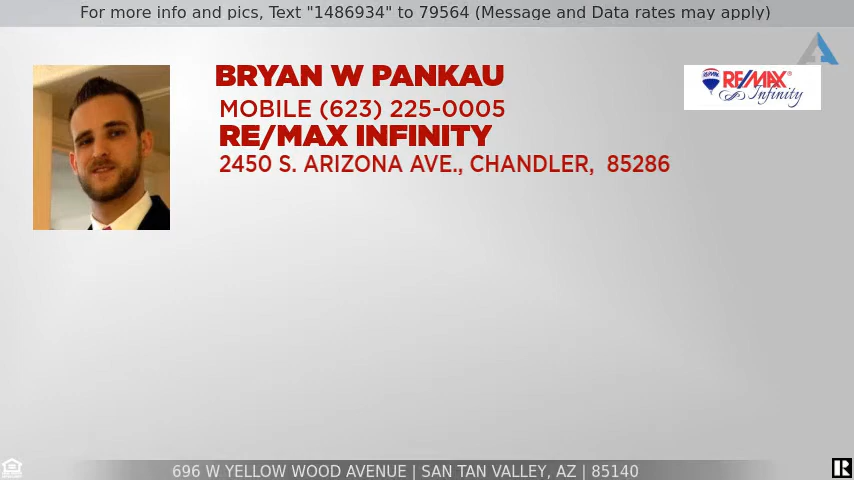 For more info and pics, Text "1486934" to 79564 (Message and Data rates may apply)
BRYAN W PANKAU
MOBILE (623) 225-0005
RE/MAX INFINITY
2450 S. ARIZONA AVE., CHANDLER, 85286
RE/MAX
Infinity
696 W YELLOW WOOD AVENUE | SAN TAN VALLEY, AZ | 85140